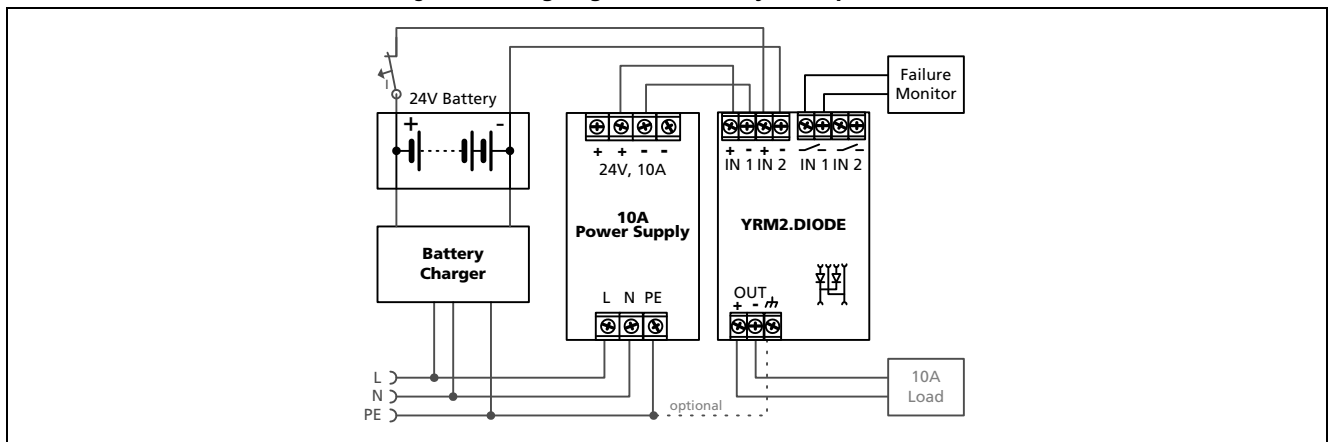 24V Battery
+ -
Battery
Charger
+ + - -
24V, 10A
10A
Power Supply
L N PE
+ - + -
IN 1 IN 2
IN 1 IN 2
YRM2.DIODE
OUT
+ -
Failure
Monitor
10A
Load
L
N
PE
optional